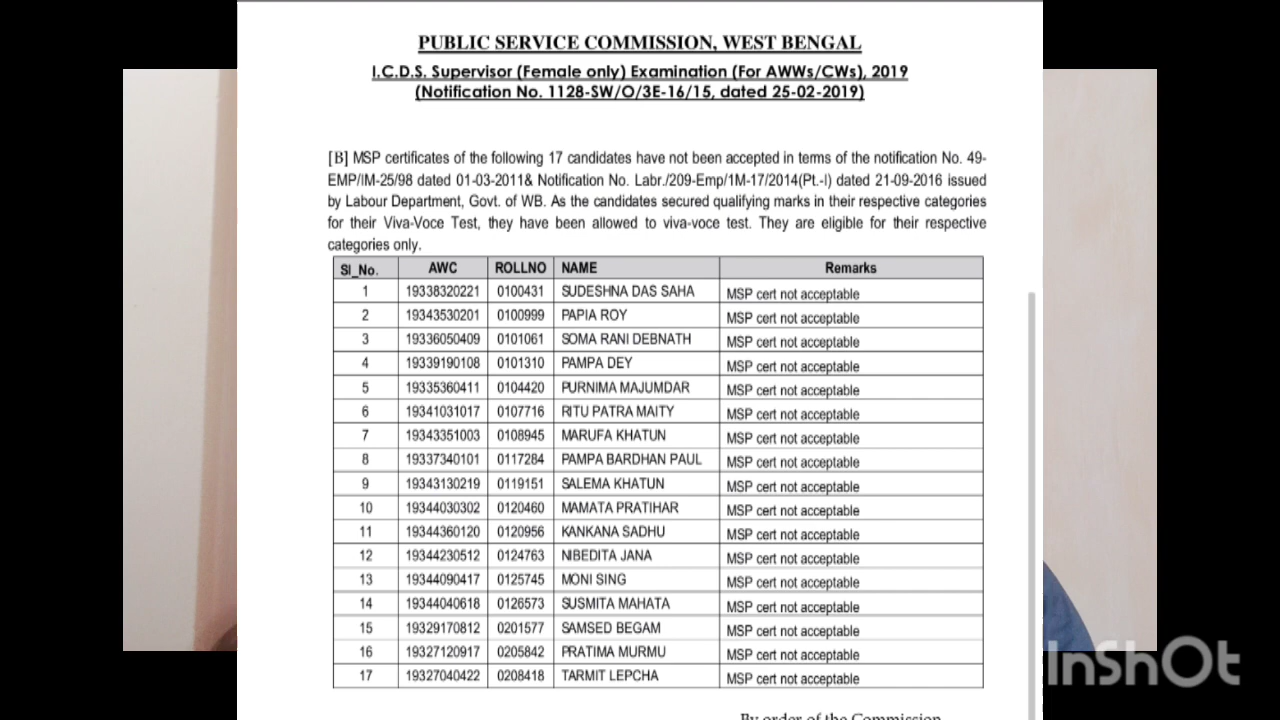 PUBLIC SERVICE COMMISSION, WEST BENGAL
I.C.D.S. Supervisor (Female only) Examination (For AWWs/CWs), 2019
(Notification No. 1128-SW/O/3E-16/15, dated 25-02-2019)
[B] MSP certificates of the following 17 candidates have not been accepted in terms of the notification No. 49-
EMP/IM-25/98 dated 01-03-2011& Notification No. Labr./209-Emp/1M-17/2014(Pt.-I) dated 21-09-2016 issued
by Labour Department, Govt. of WB. As the candidates secured qualifying marks in their respective categories
for their Viva-Voce Test, they have been allowed to viva-voce test. They are eligible for their respective
categories only.
Sl_No. AWC ROLLNO NAME Remarks
1 19338320221 0100431 SUDESHNA DAS SAHA MSP cert not acceptable
2 19343530201 0100999 PAPIA ROY MSP cert not acceptable
3 19336050409 0101061 SOMA RANI DEBNATH MSP cert not acceptable
4 19339190108 0101310 PAMPA DEY MSP cert not acceptable
5 19335360411 0104420 PURNIMA MAJUMDAR MSP cert not acceptable
6 19341031017 0107716 RITU PATRA MAITY MSP cert not acceptable
7 19343351003 0108945 MARUFA KHATUN MSP cert not acceptable
8 19337340101 0117284 PAMPA BARDHAN PAUL MSP cert not acceptable
9 19343130219 0119151 SALEMA KHATUN MSP cert not acceptable
10 19344030302 0120460 MAMATA PRATIHAR MSP cert not acceptable
11 19344360120 0120956 KANKANA SADHU MSP cert not acceptable
12 19344230512 0124763 NIBEDITA JANA MSP cert not acceptable
13 19344090417 0125745 MONI SING MSP cert not acceptable
14 19344040618 0126573 SUSMITA MAHATA MSP cert not acceptable
15 19329170812 0201577 SAMSED BEGAM MSP cert not acceptable
16 19327120917 0205842 PRATIMA MURMU MSP cert not acceptable
17 19327040422 0208418 TARMIT LEPCHA MSP cert not acceptable
By order of the Commission
InShOt